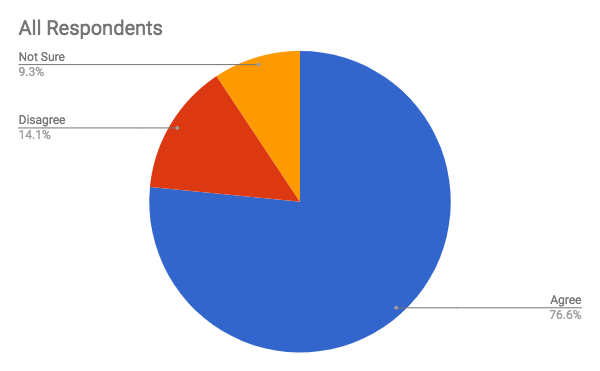 All Respondents
Not Sure
9.3%
Disagree
14.1%
Agree
76.6%